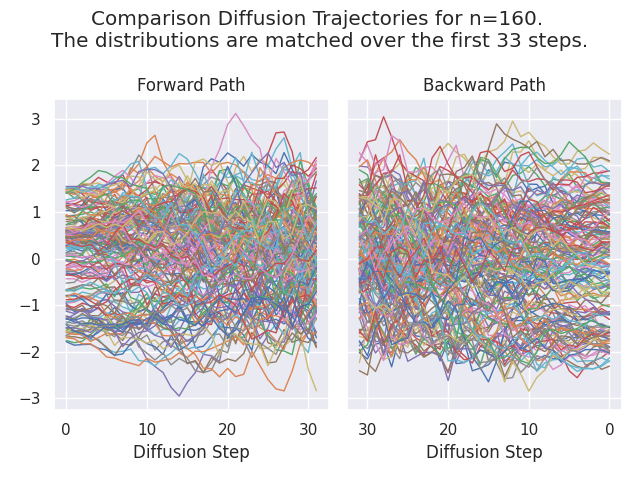 Comparison Diffusion Trajectories for n=160.
The distributions are matched over the first 33 steps.
Forward Path
Backward Path
3
2
1
0
−1
−2
−3
0 10 20 30
30 20 10 0
Diffusion Step
Diffusion Step